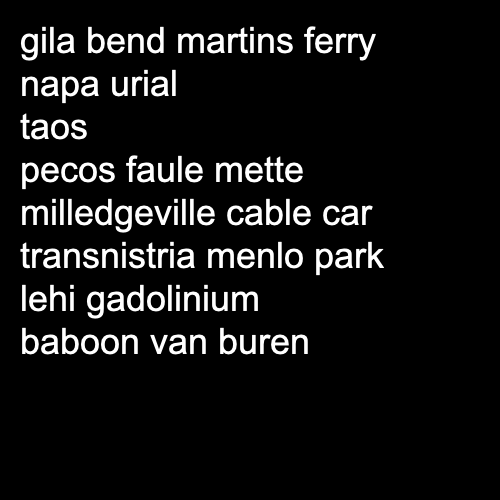 gila bend martins ferry
napa urial
taos
pecos faule mette
milledgeville cable car
transnistria menlo park
lehi gadolinium
baboon van buren